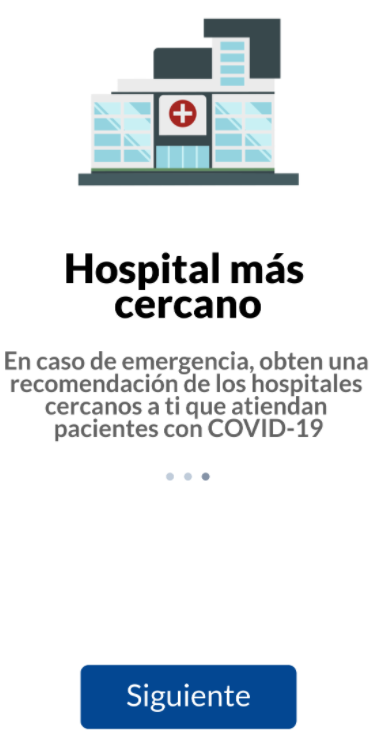 Hospital más
cercano
En caso de emergencia, obten una
recomendación de los hospitales
cercanos a ti que atiendan
pacientes con COVID-19
Siguiente